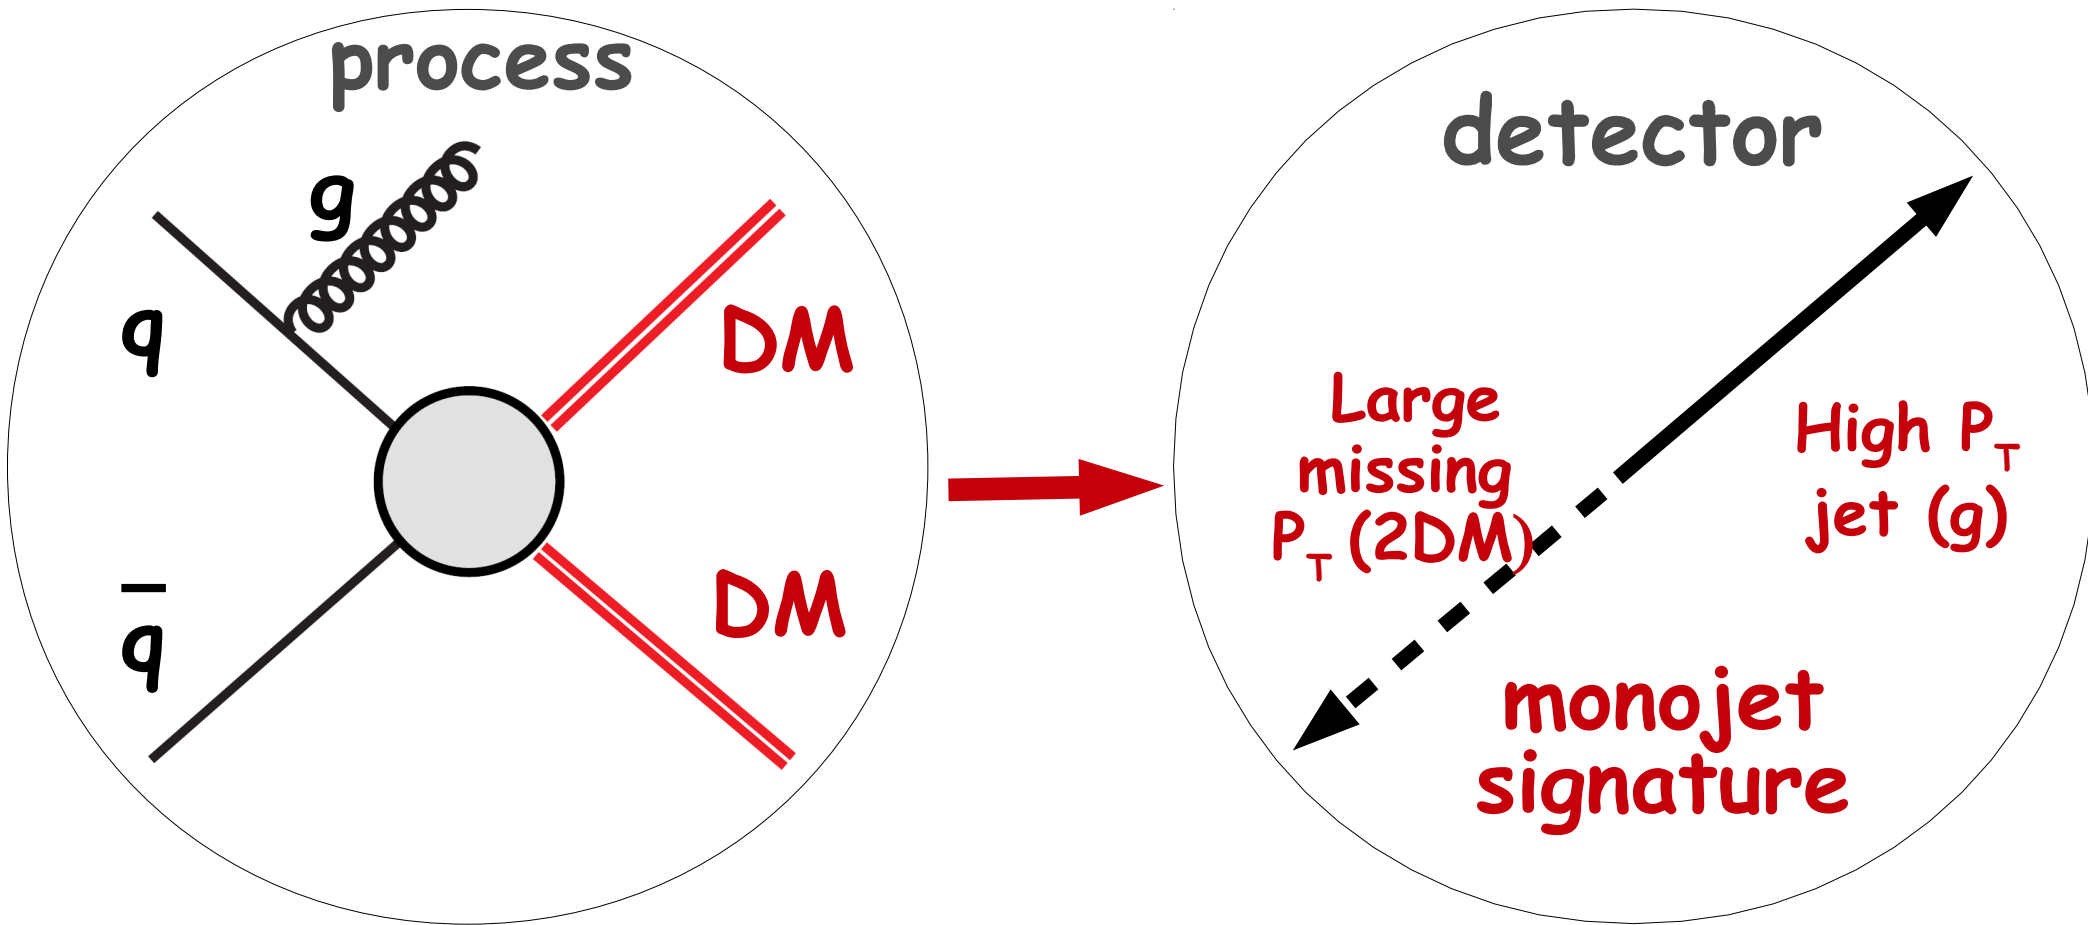 process
g
q
DM
q̅
DM
detector
Large
missing
P_T (2DM)
High P_T
jet (g)
monojet
signature